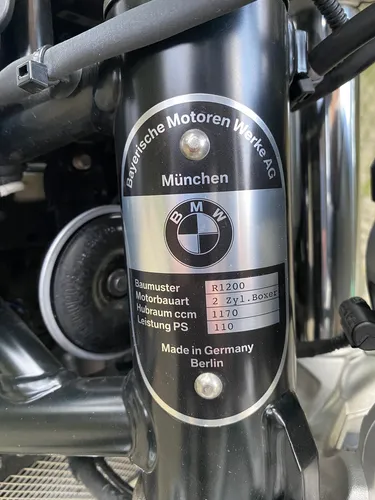 Bayerische Motoren Werke AG
München
BMW
Baumuster R1200
Motorbauart 2 Zyl.Boxer
Hubraum ccm 1170
Leistung PS 110
Made in Germany
Berlin